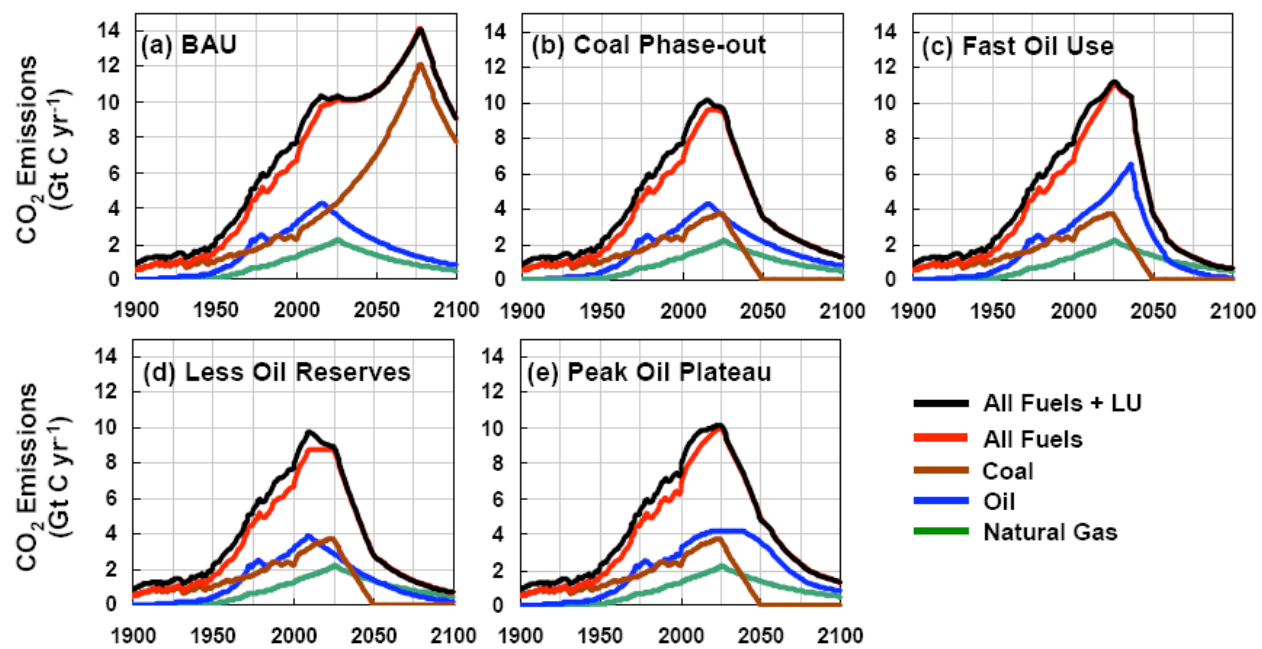 CO2 Emissions
(Gt C yr-1)
14
12
10
8
6
4
2
0
(a) BAU
1900 1950 2000 2050 2100
14
12
10
8
6
4
2
0
(b) Coal Phase-out
1900 1950 2000 2050 2100
14
12
10
8
6
4
2
0
(c) Fast Oil Use
1900 1950 2000 2050 2100
CO2 Emissions
(Gt C yr-1)
14
12
10
8
6
4
2
0
(d) Less Oil Reserves
1900 1950 2000 2050 2100
14
12
10
8
6
4
2
0
(e) Peak Oil Plateau
1900 1950 2000 2050 2100
All Fuels + LU
All Fuels
Coal
Oil
Natural Gas